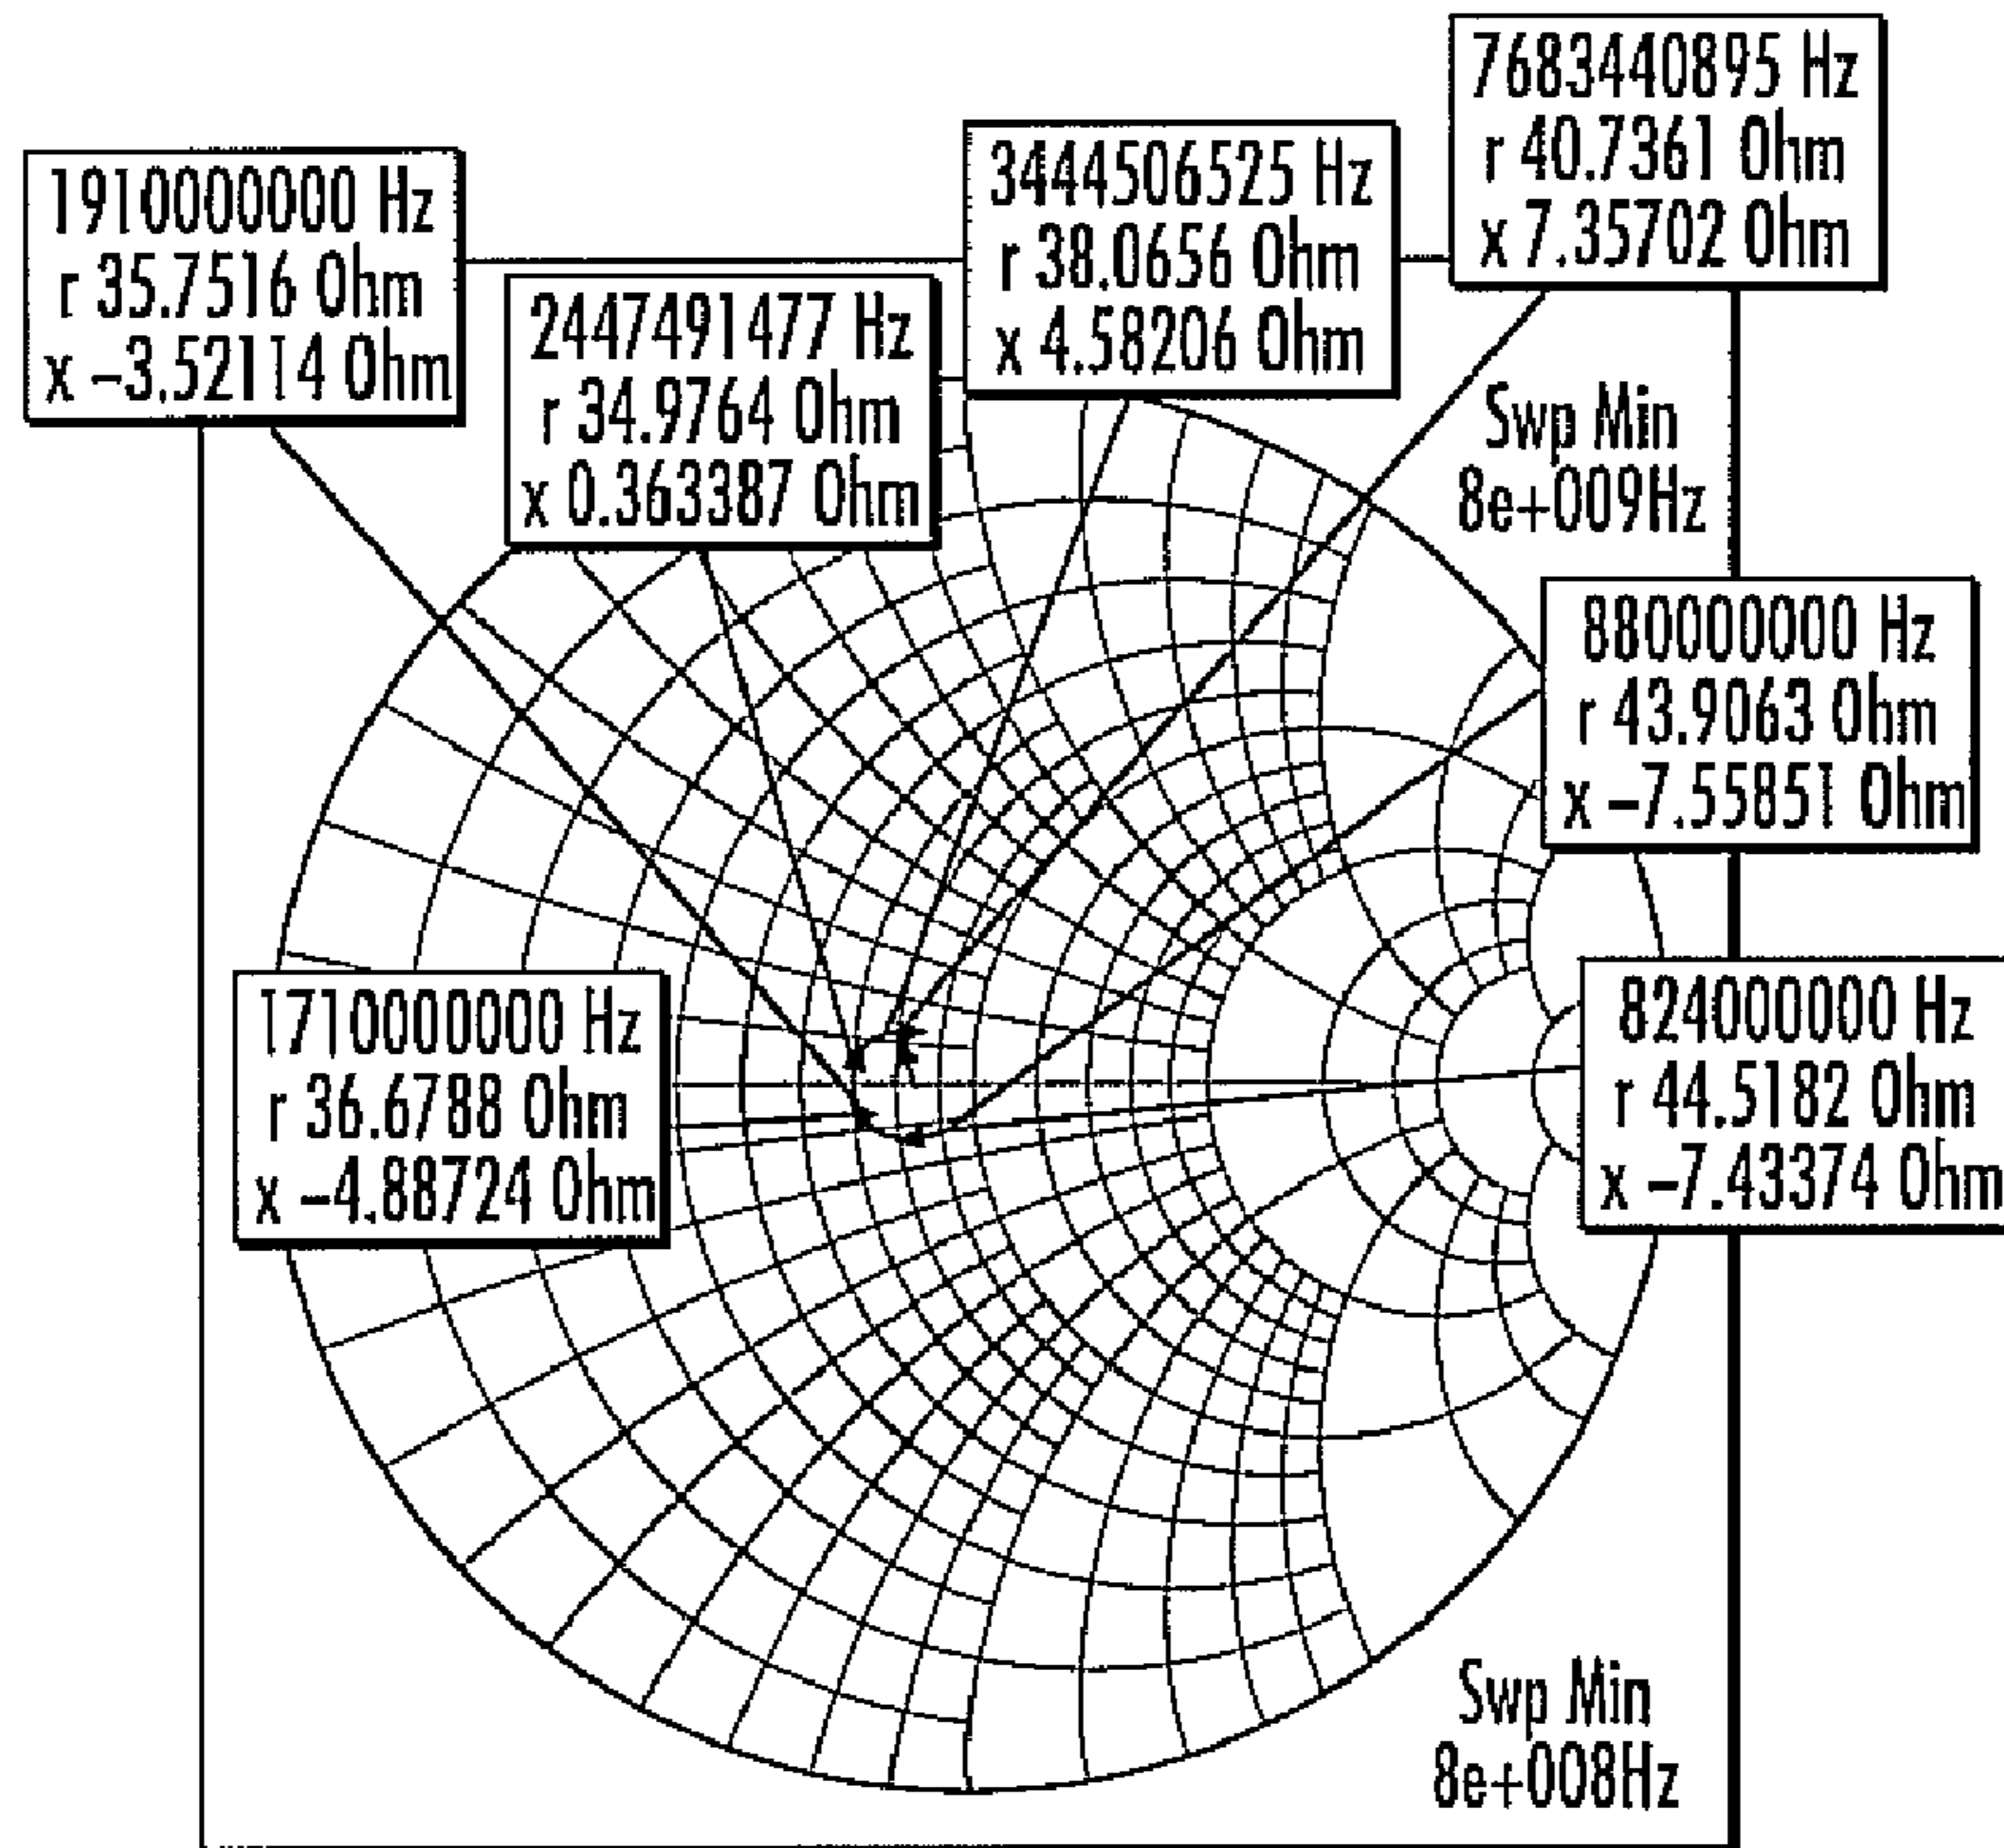 7683440895 Hz
r 40.7361 Ohm
x 7.35702 Ohm
3444506525 Hz
r 38.0656 Ohm
x 4.58206 Ohm
1910000000 Hz
r 35.7516 Ohm
x -3.52114 Ohm
2447491477 Hz
r 34.9764 Ohm
x 0.363387 Ohm
Swp Min
8e+009Hz
880000000 Hz
r 43.9063 Ohm
x -7.55851 Ohm
824000000 Hz
r 44.5182 Ohm
x -7.43374 Ohm
1710000000 Hz
r 36.6788 Ohm
x -4.88724 Ohm
Swp Min
8e+008Hz